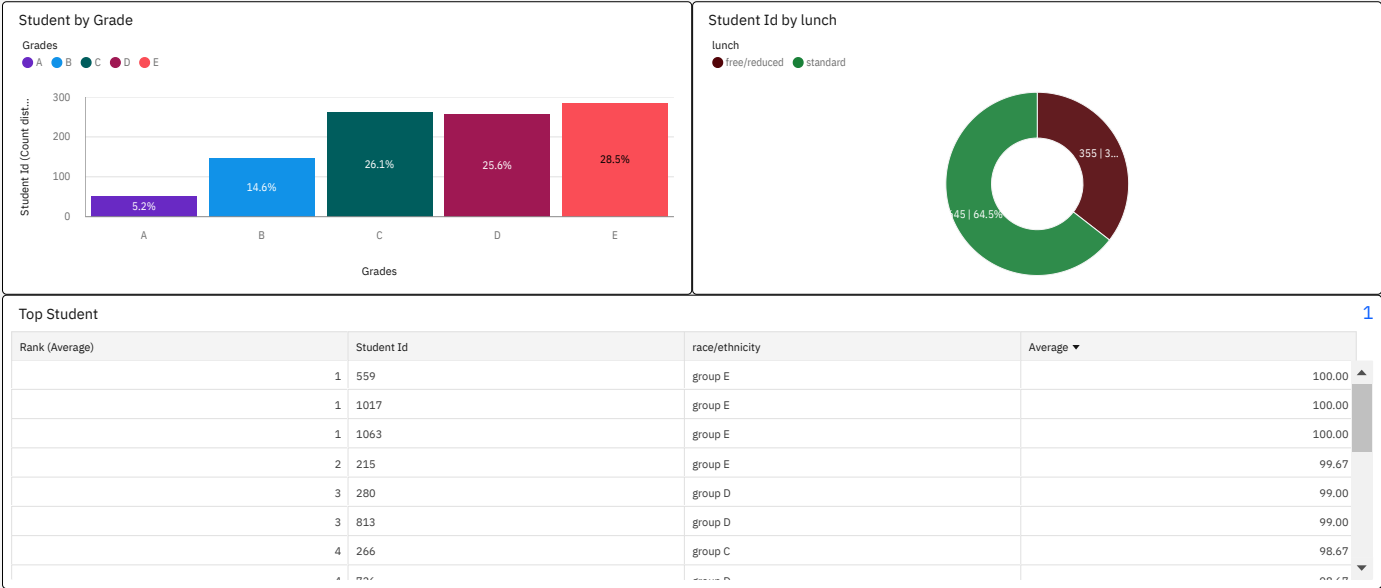 Student by Grade
Grades
A B C D E
Student Id (Count dist...
300
200
100
0
5.2%
14.6%
26.1%
25.6%
28.5%
A B C D E
Grades
Student Id by lunch
lunch
free/reduced standard
355 | 3...
45 | 64.5%
Top Student
1
Rank (Average) Student Id race/ethnicity Average
1 559 group E 100.00
1 1017 group E 100.00
1 1063 group E 100.00
2 215 group E 99.67
3 280 group D 99.00
3 813 group D 99.00
4 266 group C 98.67